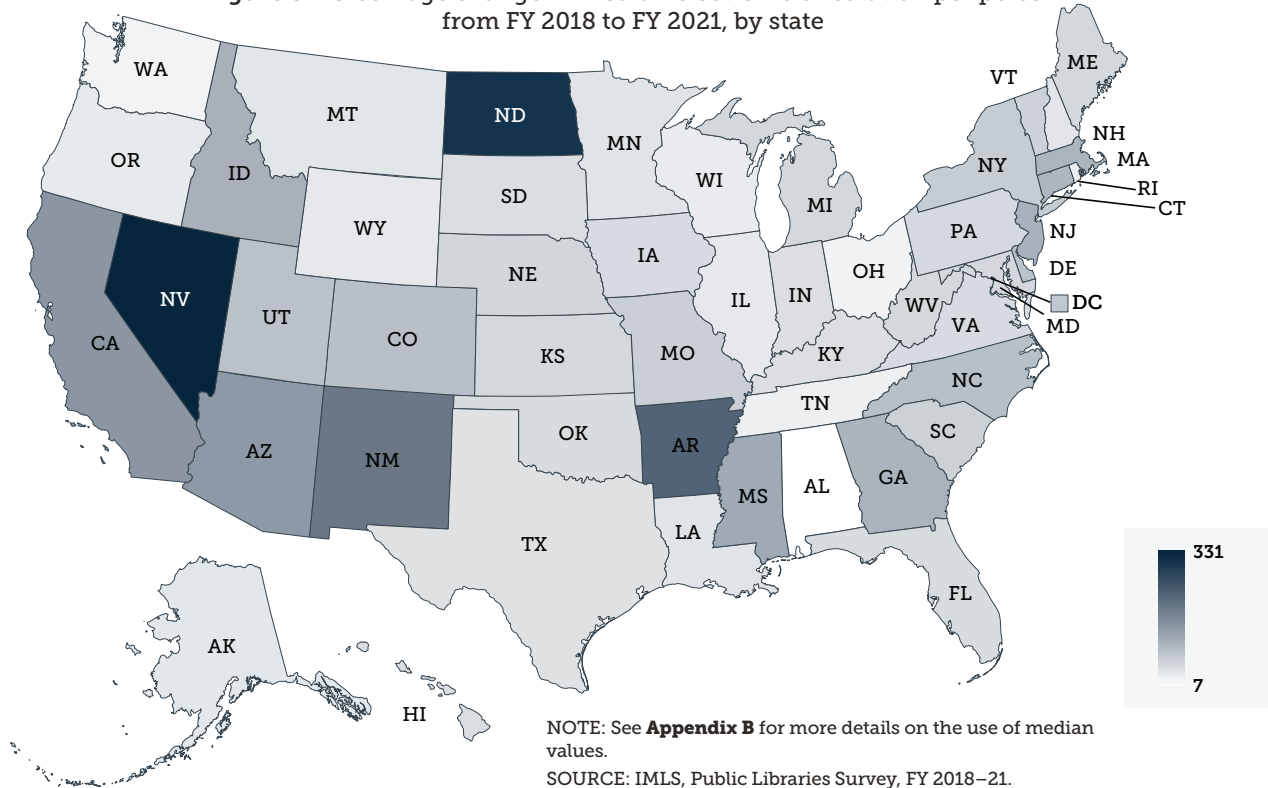 from FY 2018 to FY 2021, by state
WA
MT
ND
MN
VT
ME
OR
ID
SD
WI
MI
NY
NH
MA
RI
CT
WY
NE
IA
PA
NJ
DE
DC
MD
NV
UT
CO
KS
MO
IL
IN
OH
WV
VA
KY
CA
AZ
NM
OK
AR
TN
NC
SC
MS
AL
GA
TX
LA
FL
AK
HI
331
7
NOTE: See Appendix B for more details on the use of median
values.
SOURCE: IMLS, Public Libraries Survey, FY 2018–21.